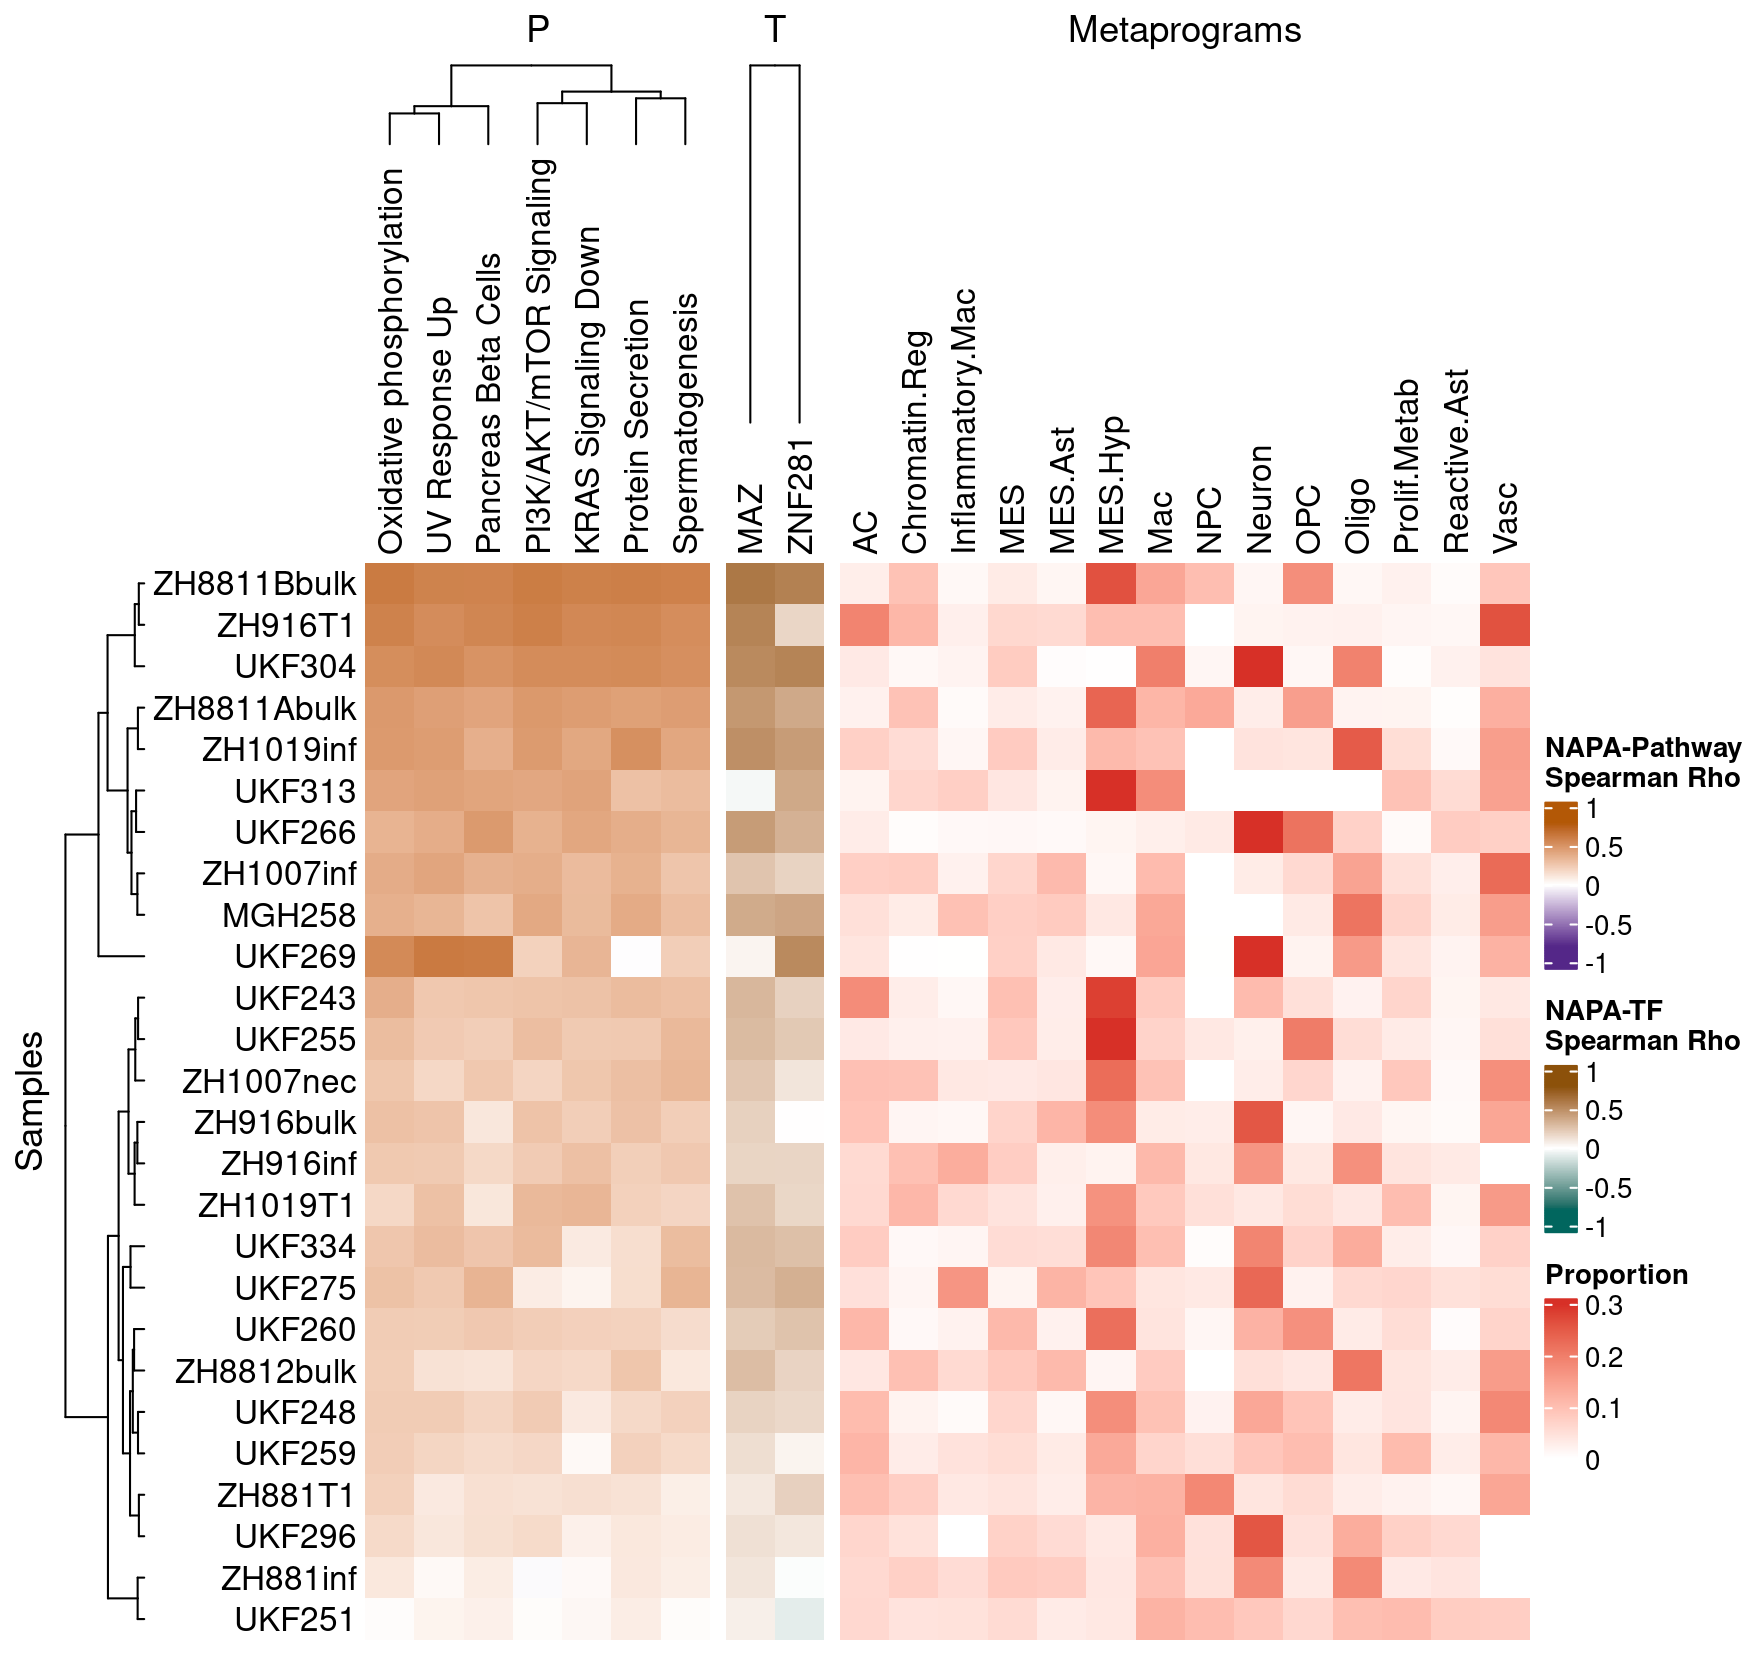 P
T
Metaprograms
Oxidative phosphorylation
UV Response Up
Pancreas Beta Cells
PI3K/AKT/mTOR Signaling
KRAS Signaling Down
Protein Secretion
Spermatogenesis
MAZ
ZNF281
AC
Chromatin.Reg
Inflammatory.Mac
MES
MES.Ast
MES.Hyp
Mac
NPC
Neuron
OPC
Oligo
Prolif.Metab
Reactive.Ast
Vasc
Samples
ZH8811Bbulk
ZH916T1
UKF304
ZH8811Abulk
ZH1019inf
UKF313
UKF266
ZH1007inf
MGH258
UKF269
UKF243
UKF255
ZH1007nec
ZH916bulk
ZH916inf
ZH1019T1
UKF334
UKF275
UKF260
ZH8812bulk
UKF248
UKF259
ZH881T1
UKF296
ZH881inf
UKF251
NAPA-Pathway
Spearman Rho
1
0.5
0
-0.5
-1
NAPA-TF
Spearman Rho
1
0.5
0
-0.5
-1
Proportion
0.3
0.2
0.1
0